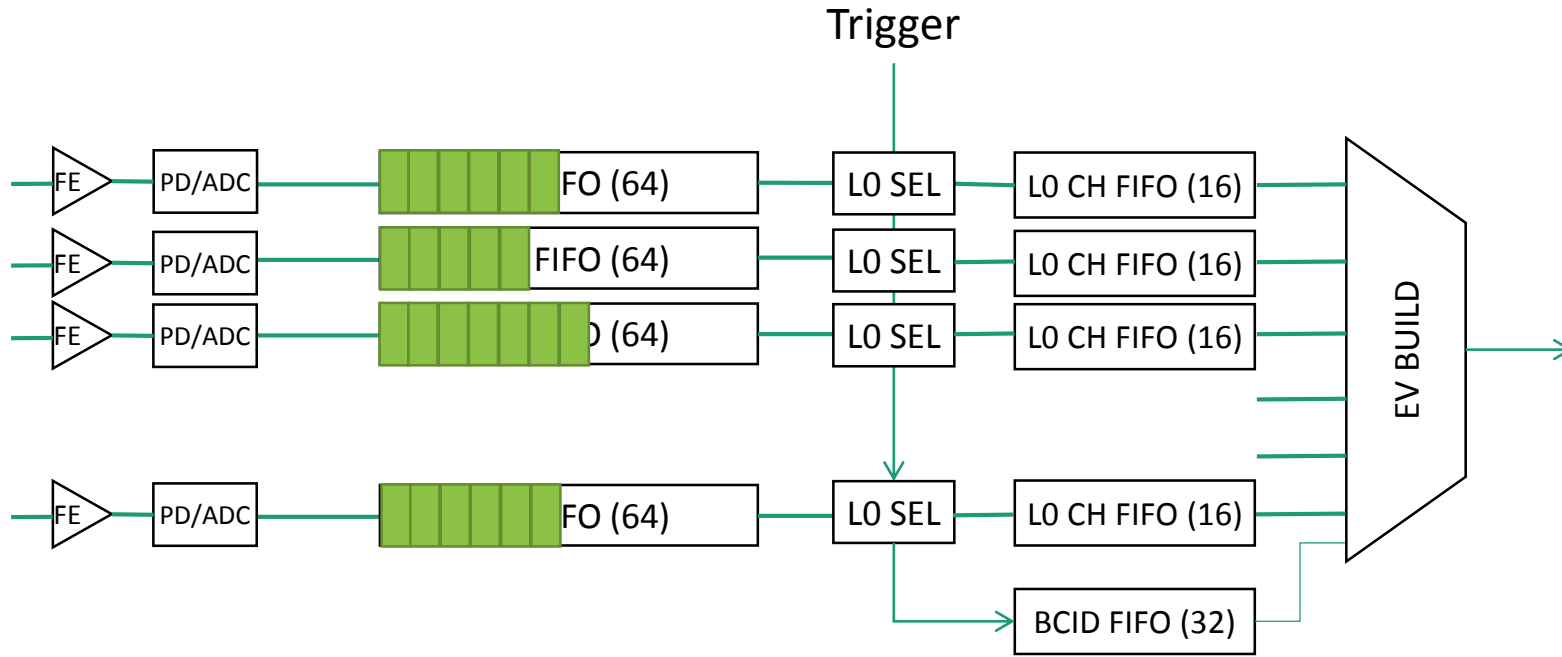 Trigger
FE PD/ADC FO (64) L0 SEL L0 CH FIFO (16)
FE PD/ADC FIFO (64) L0 SEL L0 CH FIFO (16)
FE PD/ADC (64) L0 SEL L0 CH FIFO (16)
EV BUILD
FE PD/ADC FO (64) L0 SEL L0 CH FIFO (16)
BCID FIFO (32)